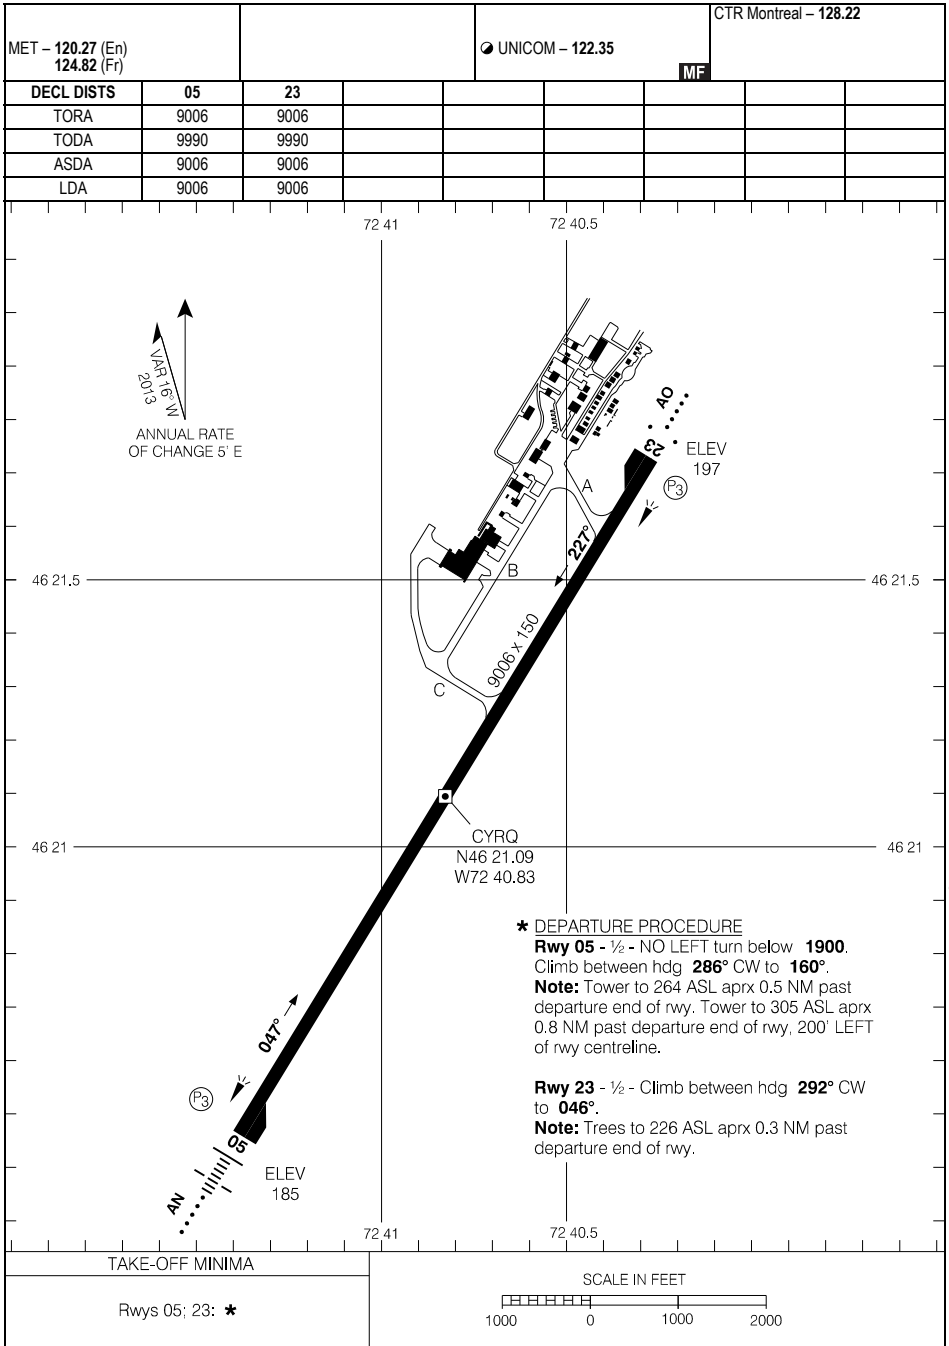 CTR Montreal – 128.22
MET – 120.27 (En)
124.82 (Fr)
UNICOM – 122.35
MF
DECL DISTS 05 23
TORA 9006 9006
TODA 9990 9990
ASDA 9006 9006
LDA 9006 9006
72 41 72 40.5
VAR 16° W
2013
ANNUAL RATE
OF CHANGE 5' E
AO
23
ELEV
197
P3
A
227°
46 21.5 46 21.5
B
9006 x 150
C
CYRQ
N46 21.09
W72 40.83
46 21 46 21
* DEPARTURE PROCEDURE
Rwy 05 - ½ - NO LEFT turn below 1900.
Climb between hdg 286° CW to 160°.
Note: Tower to 264 ASL aprx 0.5 NM past
departure end of rwy. Tower to 305 ASL aprx
0.8 NM past departure end of rwy, 200' LEFT
of rwy centreline.
Rwy 23 - ½ - Climb between hdg 292° CW
to 046°.
Note: Trees to 226 ASL aprx 0.3 NM past
departure end of rwy.
047°
P3
05
ELEV
185
AN
72 41 72 40.5
TAKE-OFF MINIMA
Rwys 05; 23: *
SCALE IN FEET
1000 0 1000 2000